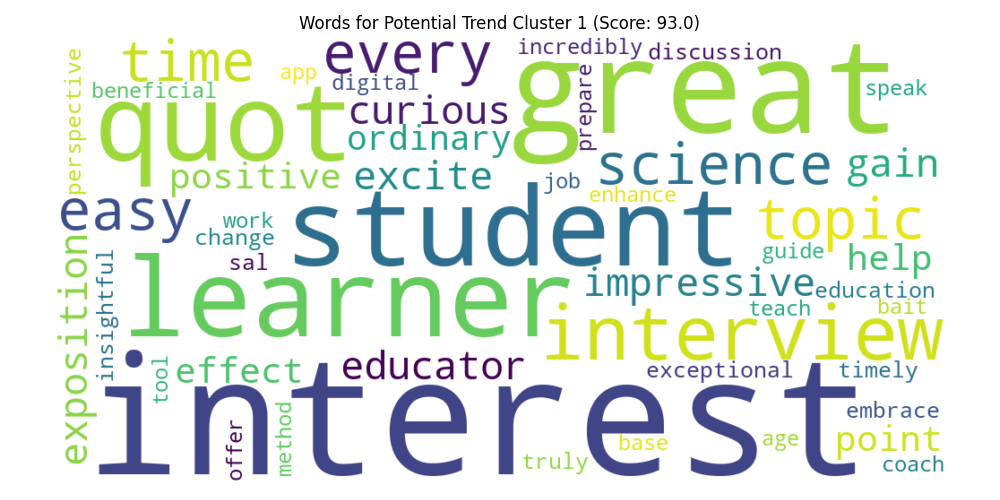 Words for Potential Trend Cluster 1 (Score: 93.0)
time
every
incredibly
discussion
great
perspective
app
digital
beneficial
quot
curious
prepare
speak
ordinary
science
gain
positive
excite
job
enhance
easy
student
topic
work
change
sal
guide
help
exposition
insightful
learner
impressive
education
teach
bait
interview
tool
effect
educator
exceptional
timely
interest
embrace
offer
method
base
age
point
truly
coach